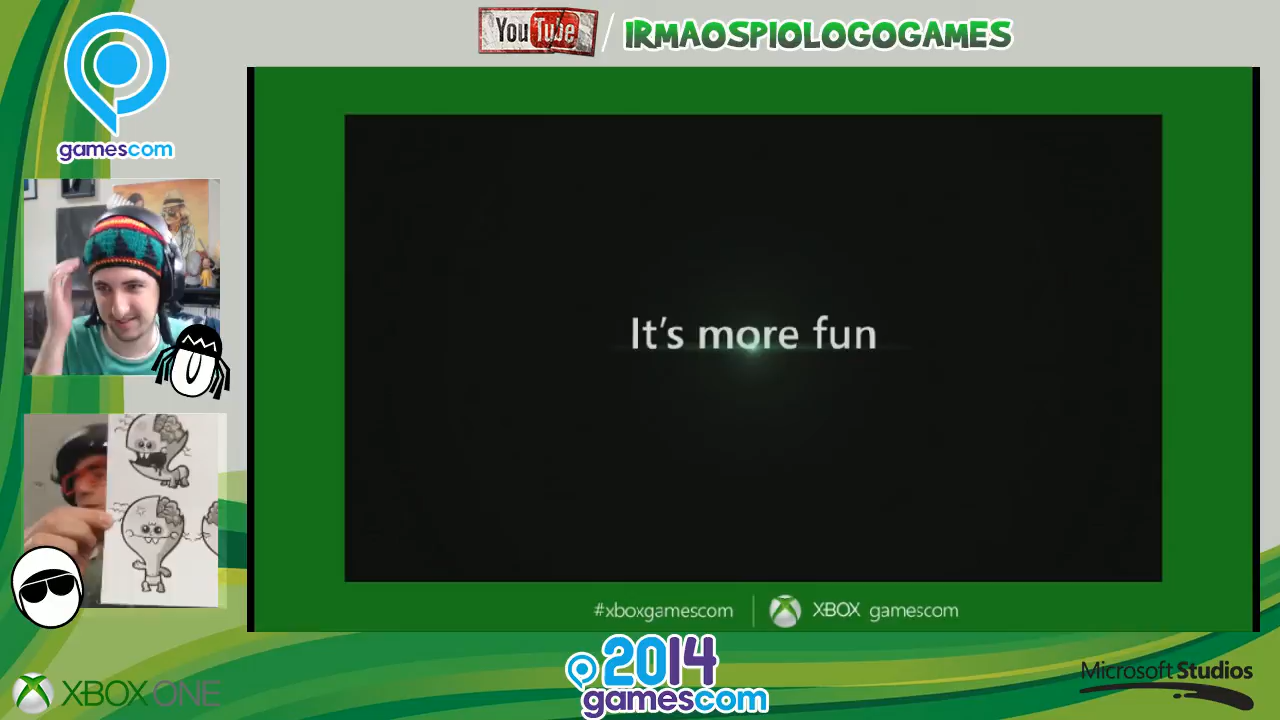 YouTube / IRMAOSPIOLOGOGAMES
gamescom
It's more fun
#xboxgamescom | XBOX gamescom
2014
gamescom
XBOX ONE
Microsoft Studios